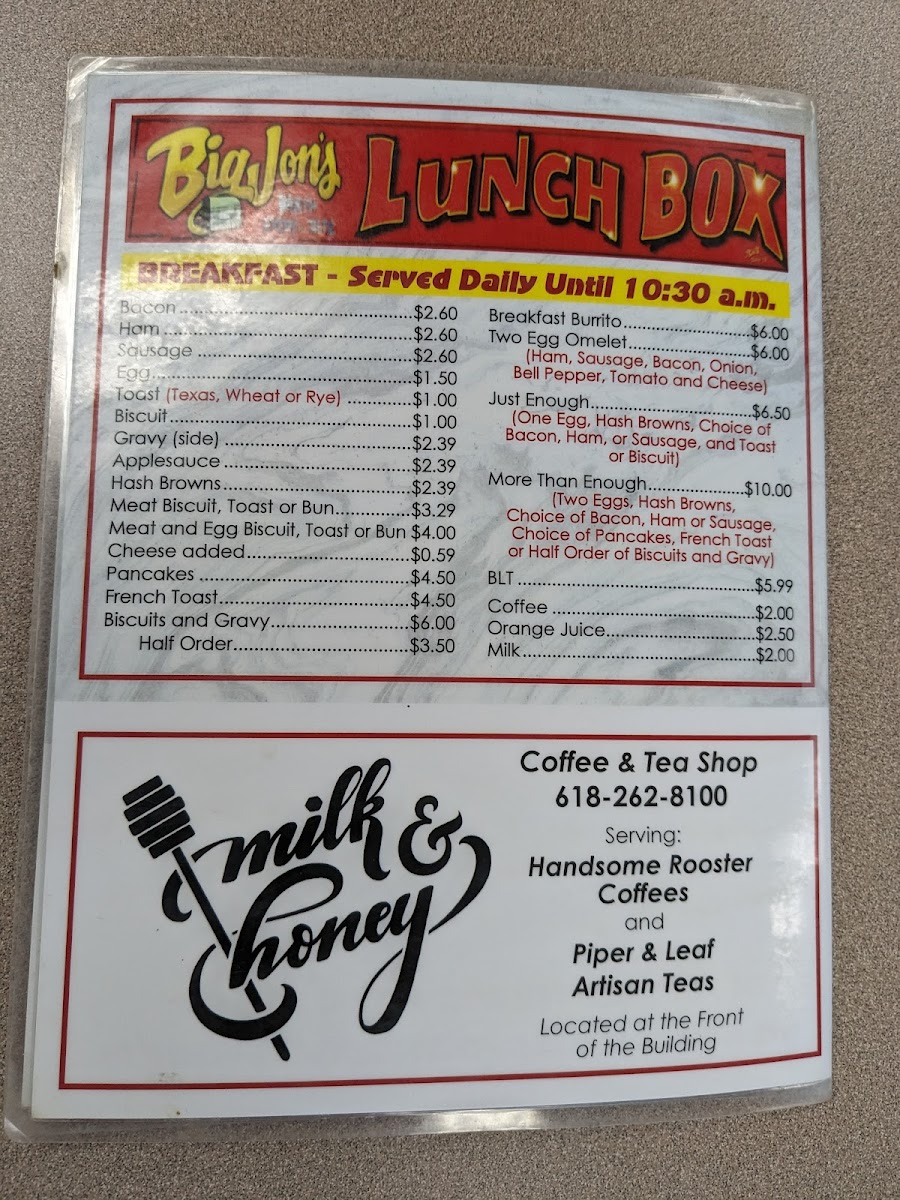 Big Jon's
LUNCH BOX
BREAKFAST - Served Daily Until 10:30 a.m.
Bacon....................................$2.60
Ham....................................$2.60
Sausage....................................$2.60
Egg....................................$1.50
Toast (Texas, Wheat or Rye)............$1.00
Biscuit....................................$1.00
Gravy (side)....................................$2.39
Applesauce....................................$2.39
Hash Browns....................................$2.39
Meat Biscuit, Toast or Bun............$3.29
Meat and Egg Biscuit, Toast or Bun $4.00
Cheese added............................$0.59
Pancakes....................................$4.50
French Toast....................................$4.50
Biscuits and Gravy........................$6.00
Half Order............................$3.50
Breakfast Burrito........................$6.00
Two Egg Omelet........................$6.00
(Ham, Sausage, Bacon, Onion,
Bell Pepper, Tomato and Cheese)
Just Enough............................$6.50
(One Egg, Hash Browns, Choice of
Bacon, Ham, or Sausage, and Toast
or Biscuit)
More Than Enough................$10.00
(Two Eggs, Hash Browns,
Choice of Bacon, Ham or Sausage,
Choice of Pancakes, French Toast
or Half Order of Biscuits and Gravy)
BLT....................................$5.99
Coffee....................................$2.00
Orange Juice............................$2.50
Milk....................................$2.00
milk &
honey
Coffee & Tea Shop
618-262-8100
Serving:
Handsome Rooster
Coffees
and
Piper & Leaf
Artisan Teas
Located at the Front
of the Building